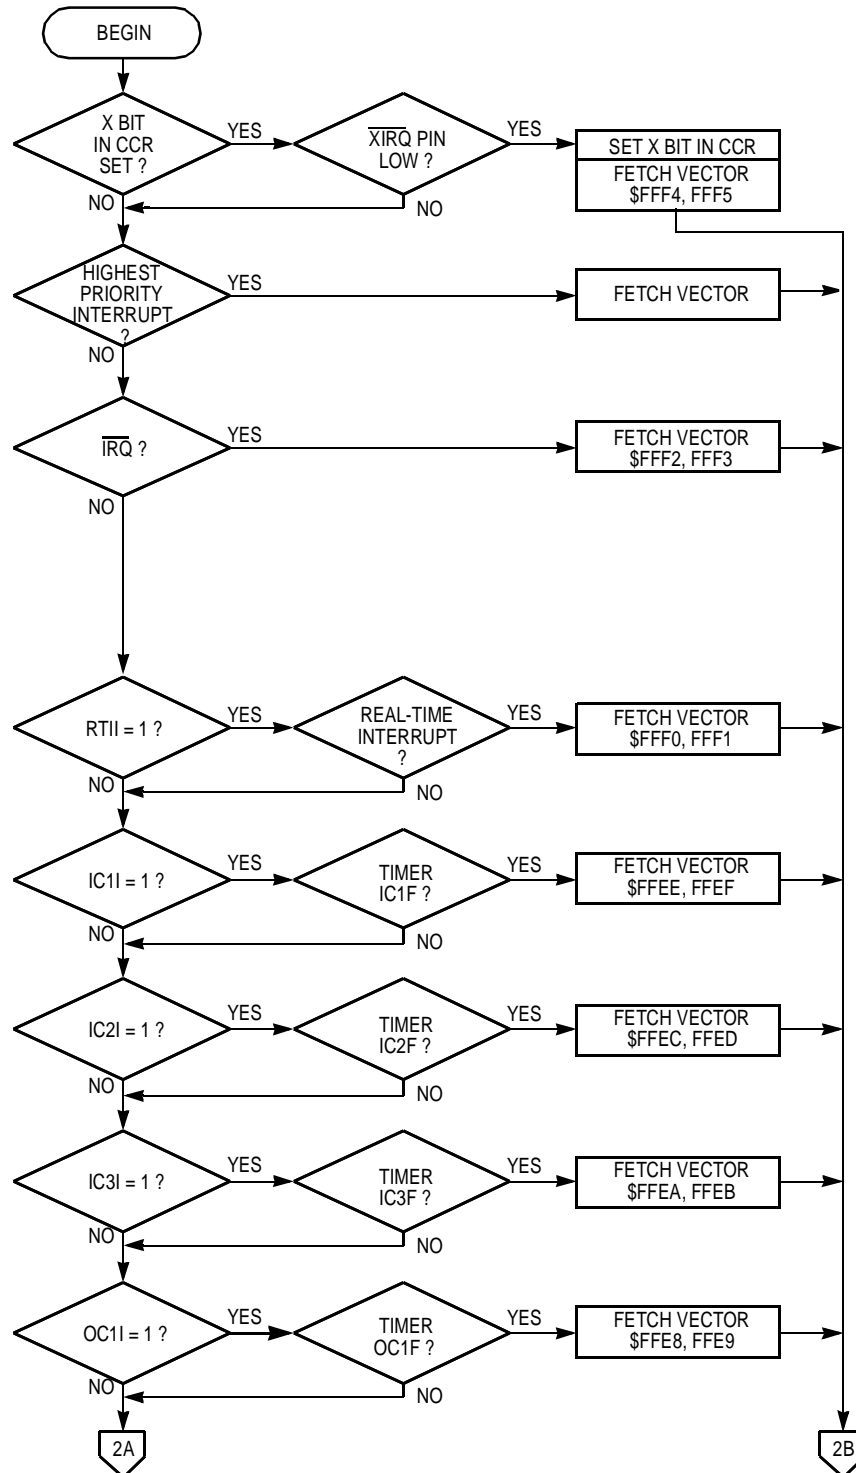 BEGIN
X BIT
IN CCR
SET ?
YES
XIRQ PIN
LOW ?
YES
SET X BIT IN CCR
FETCH VECTOR
$FFF4, FFF5
NO
NO
HIGHEST
PRIORITY
INTERRUPT
?
YES
FETCH VECTOR
NO
IRQ ?
YES
FETCH VECTOR
$FFF2, FFF3
NO
RTII = 1 ?
YES
REAL-TIME
INTERRUPT
?
YES
FETCH VECTOR
$FFF0, FFF1
NO
NO
IC1I = 1 ?
YES
TIMER
IC1F ?
YES
FETCH VECTOR
$FFEE, FFEF
NO
NO
IC2I = 1 ?
YES
TIMER
IC2F ?
YES
FETCH VECTOR
$FFEC, FFED
NO
NO
IC3I = 1 ?
YES
TIMER
IC3F ?
YES
FETCH VECTOR
$FFEA, FFEB
NO
NO
OC1I = 1 ?
YES
TIMER
OC1F ?
YES
FETCH VECTOR
$FFE8, FFE9
NO
NO
2A
2B